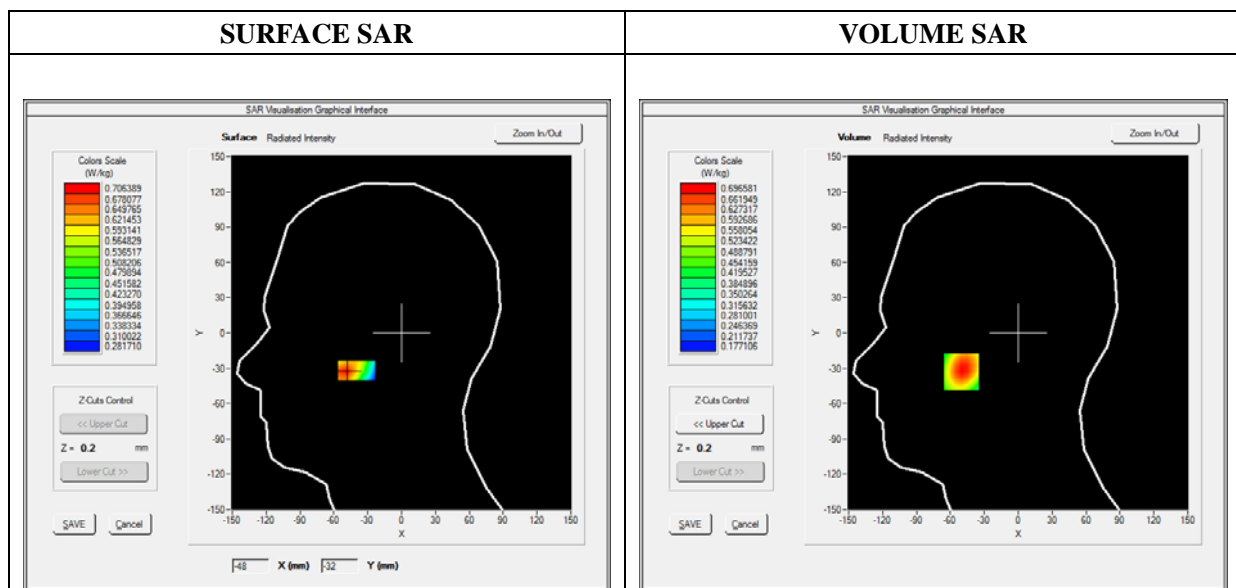 SURFACE SAR
VOLUME SAR
SAR Visualisation Graphical Interface
Surface Radiated Intensity
Zoom In/Out
Colors Scale
(W/kg)
0.706389
0.678077
0.649765
0.621453
0.593141
0.564829
0.536517
0.508206
0.479894
0.451582
0.423270
0.394958
0.366646
0.338334
0.310022
0.281710
150
120
90
60
30
0
-30
-60
-90
-120
-150
Y
-150 -120 -90 -60 -30 0 30 60 90 120 150
X
Z-Cuts Control
<< Upper Cut
Z = 0.2 mm
Lower Cut >>
SAVE Cancel
-48 X (mm) -32 Y (mm)
SAR Visualisation Graphical Interface
Volume Radiated Intensity
Zoom In/Out
Colors Scale
(W/kg)
0.696581
0.661949
0.627317
0.592686
0.558054
0.523422
0.488791
0.454159
0.419527
0.384896
0.350264
0.315632
0.281001
0.246369
0.211737
0.177106
150
120
90
60
30
0
-30
-60
-90
-120
-150
Y
-150 -120 -90 -60 -30 0 30 60 90 120 150
X
Z-Cuts Control
<< Upper Cut
Z = 0.2 mm
Lower Cut >>
SAVE Cancel